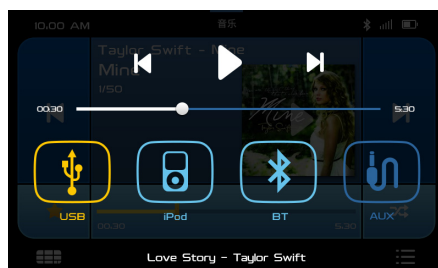 10:00 AM 音乐
Taylor Swift - Mine
Mine
1/50
00:30 5:30
Mine
USB iPod BT AUX
00:30 5:30
Love Story - Taylor Swift